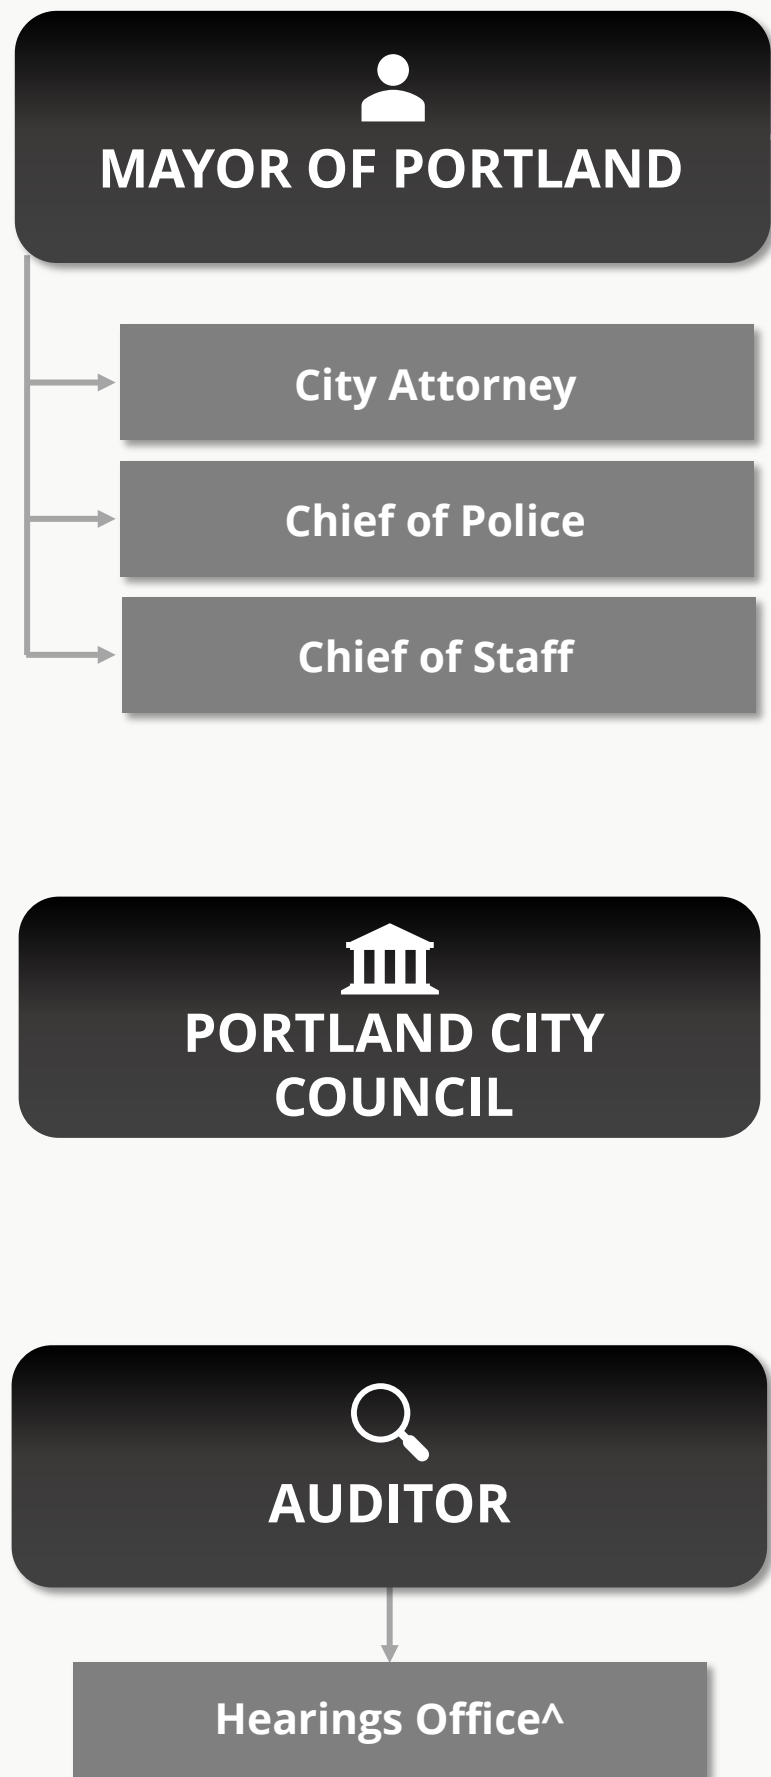 MAYOR OF PORTLAND
City Attorney
Chief of Police
Chief of Staff
PORTLAND CITY
COUNCIL
AUDITOR
Hearings Office^